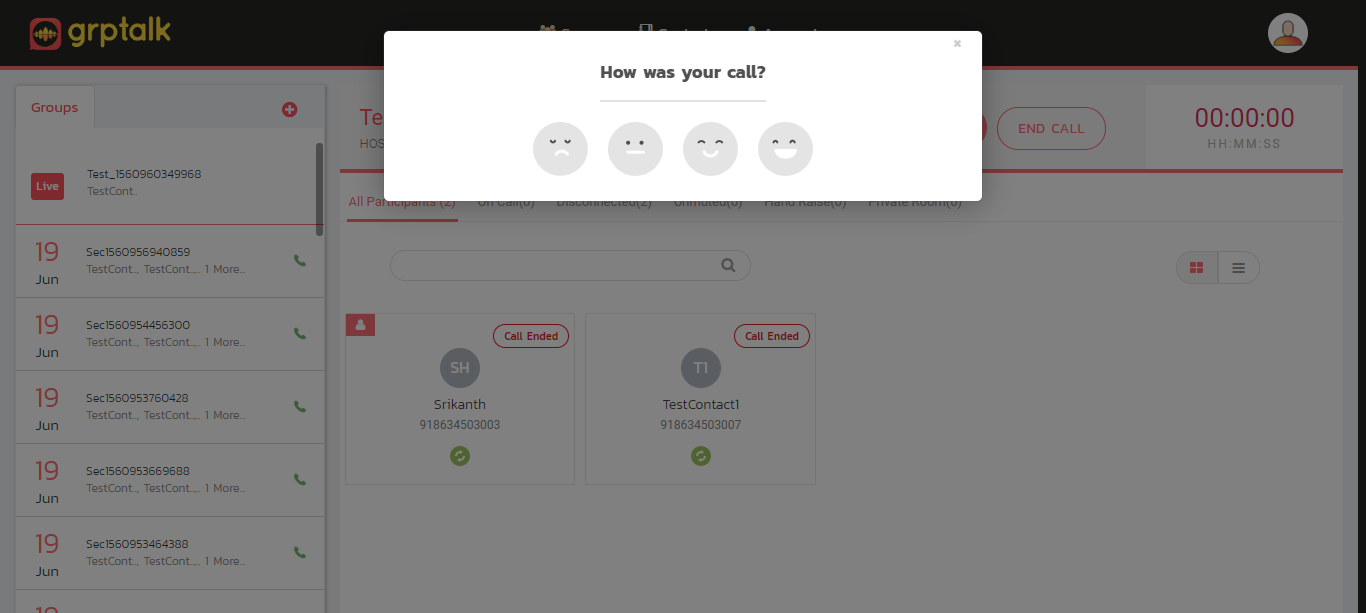 grptalk
How was your call?
Groups
END CALL
00:00:00
HH:MM:SS
Live
Test_1560960349968
TestCont..
All Participants (2)
On Call(0)
Disconnected(2)
Unmuted(0)
Hand Raise(0)
Private Room(0)
19
Jun
Sec1560956940859
TestCont.., TestCont..,.. 1 More...
19
Jun
Sec1560954456300
TestCont.., TestCont..,.. 1 More...
19
Jun
Sec1560953760428
TestCont.., TestCont..,.. 1 More...
19
Jun
Sec1560953669688
TestCont.., TestCont..,.. 1 More...
19
Jun
Sec1560953464388
TestCont.., TestCont..,.. 1 More...
19
Call Ended
SH
Srikanth
918634503003
Call Ended
T1
TestContact1
918634503007